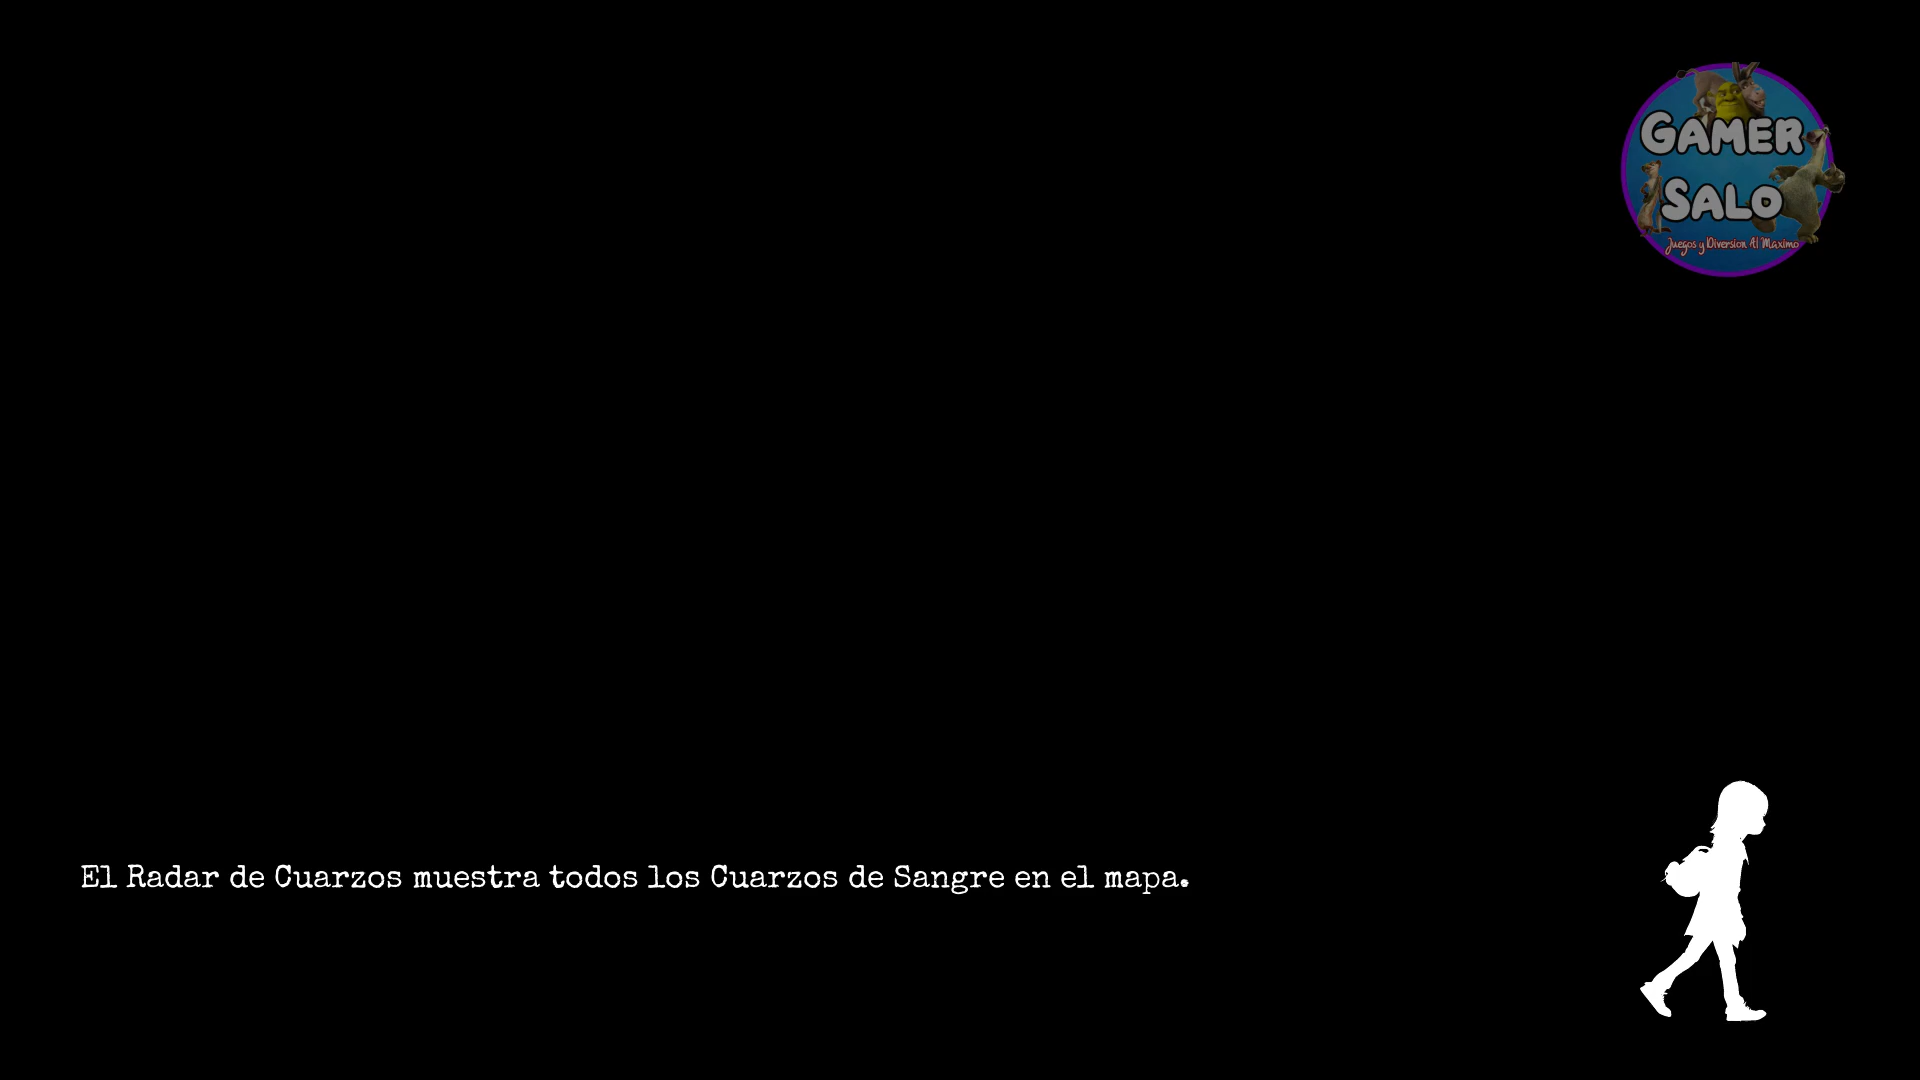 GAMER
SALO
Juegos y Diversion Al Maximo
El Radar de Cuarzos muestra todos los Cuarzos de Sangre en el mapa.